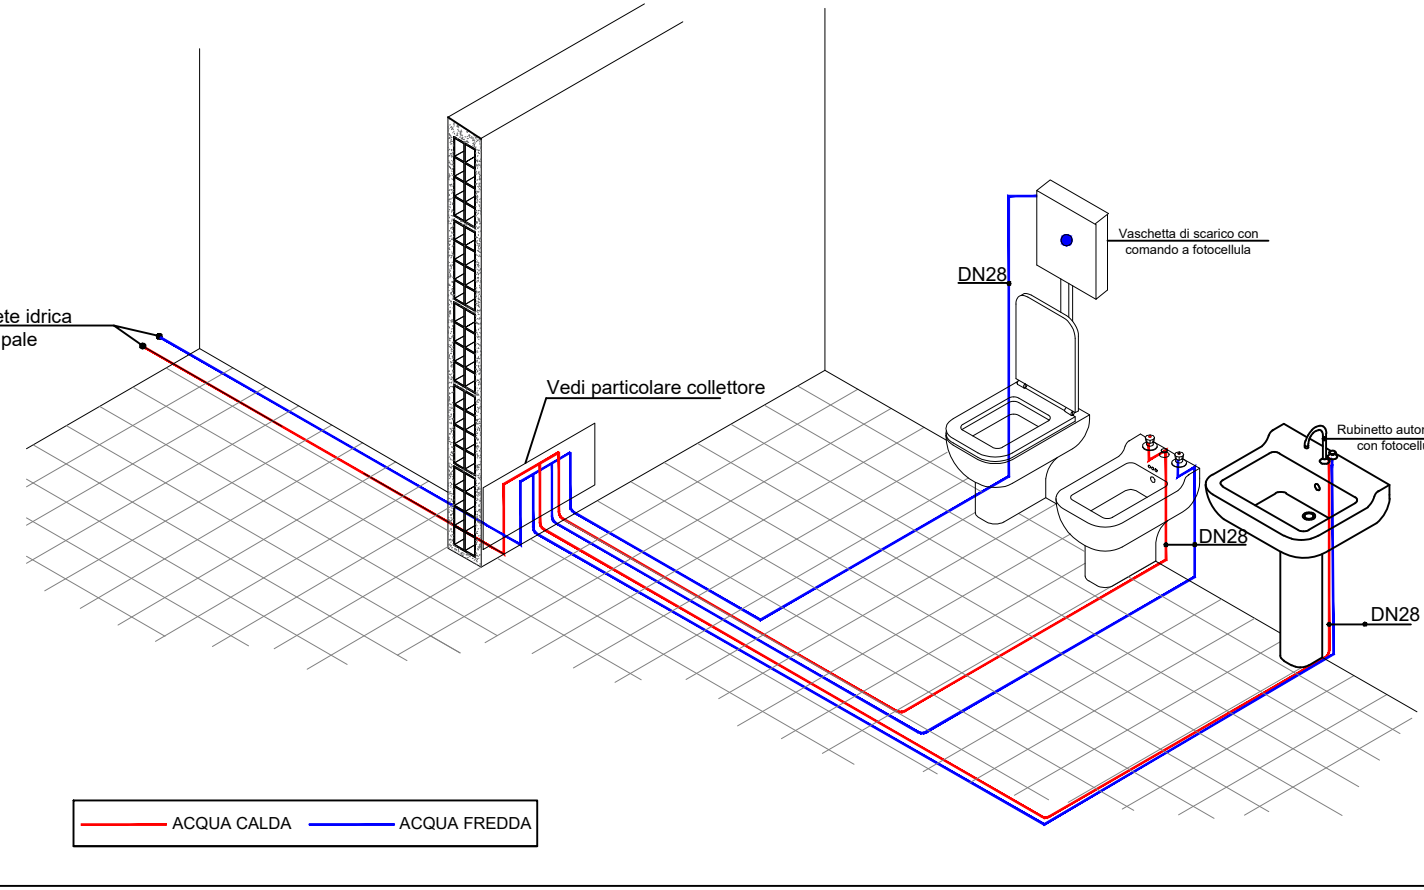 Vaschetta di scarico con
comando a fotocellula
DN28
ete idrica
pale
Vedi particolare collettore
Rubinetto autor
con fotocellu
DN28
DN28
ACQUA CALDA
ACQUA FREDDA